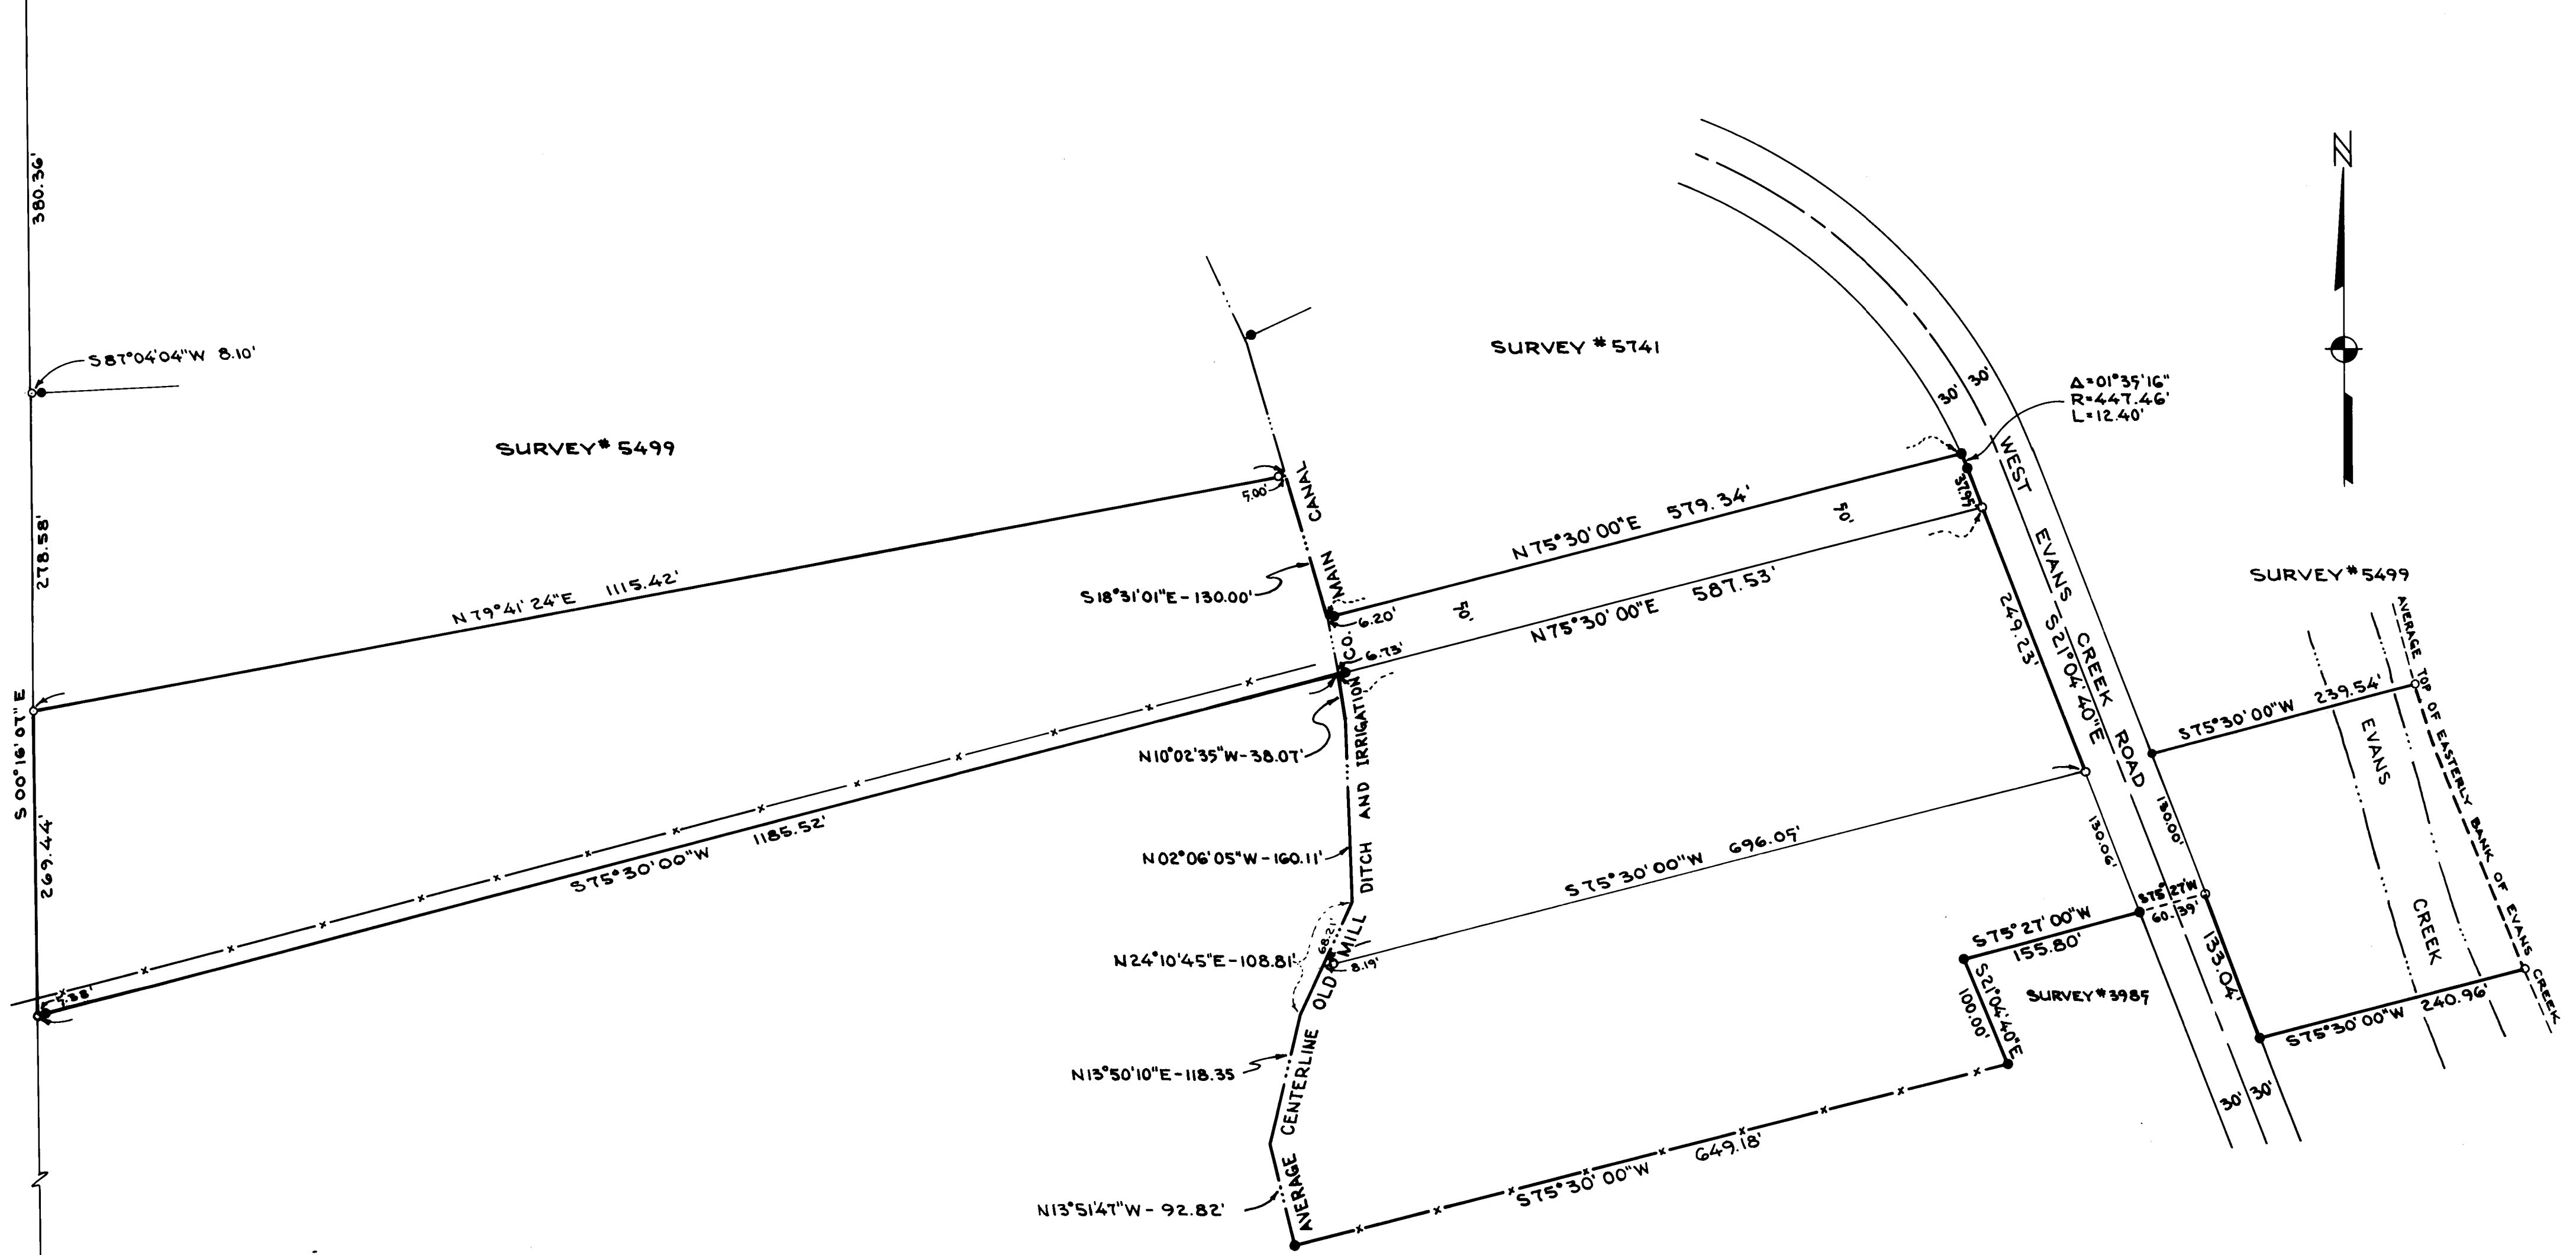 N
380.36'
S87°04'04"W 8.10'
SURVEY # 5741
SURVEY# 5499
Δ=01°35'16"
R=447.46'
L=12.40'
30' 30'
WEST EVANS CREEK ROAD
S21°04'40"E
278.58'
N79°41'24"E 1115.42'
5.00'
S18°31'01"E-130.00'
AVERAGE CENTERLINE OLD MILL DITCH AND IRRIGATION CO. MAIN CANAL
N75°30'00"E 579.34'
50'
50'
37.95'
6.20'
6.73'
N75°30'00"E 587.53'
249.23'
SURVEY#5499
AVERAGE TOP OF EASTERLY BANK OF EVANS CREEK
S75°30'00"W 239.54'
EVANS CREEK
S 00°16'07"E
269.44'
N10°02'35"W-38.07'
S75°30'00"W 1185.52'
7.38'
N02°06'05"W-160.11'
S75°30'00"W 696.05'
130.06'
130.00'
68.21'
N24°10'45"E-108.81'
8.19'
S75°27'W
60.39'
S75°27'00"W
155.80'
S21°04'40"E
100.00'
SURVEY#3985
133.04'
S75°30'00"W 240.96'
N13°50'10"E-118.35
30' 30'
S75°30'00"W 649.18'
N13°51'47"W- 92.82'